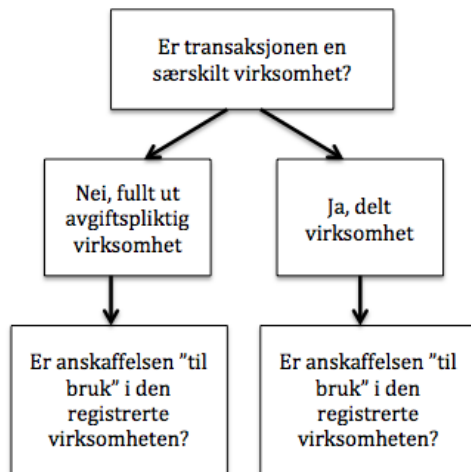 Er transaksjonen en
særskilt virksomhet?
Nei, fullt ut
avgiftspliktig
virksomhet
Ja, delt
virksomhet
Er anskaffelsen ”til
bruk” i den
registrerte
virksomheten?
Er anskaffelsen ”til
bruk” i den
registrerte
virksomheten?